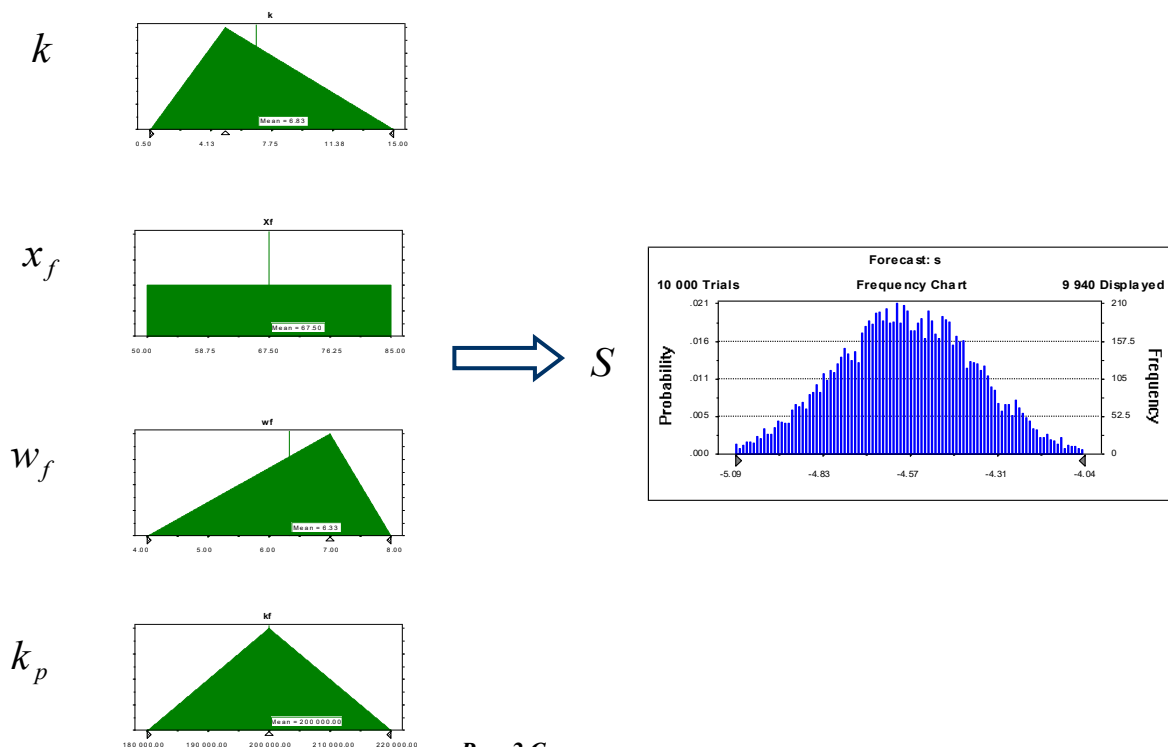 k
k
Mean = 6.83
0.50 4.13 7.75 11.38 15.00
x_f
Xf
Mean = 67.50
50.00 58.75 67.50 76.25 85.00
w_f
wf
Mean = 6.33
4.00 5.00 6.00 7.00 8.00
k_p
kf
Mean = 200 000.00
180 000.00 190 000.00 200 000.00 210 000.00 220 000.00
S
Forecast: s
10 000 Trials Frequency Chart 9 940 Displayed
Probability
.021
.016
.011
.005
.000
210
157.5
105
52.5
0
Frequency
-5.09 -4.83 -4.57 -4.31 -4.04